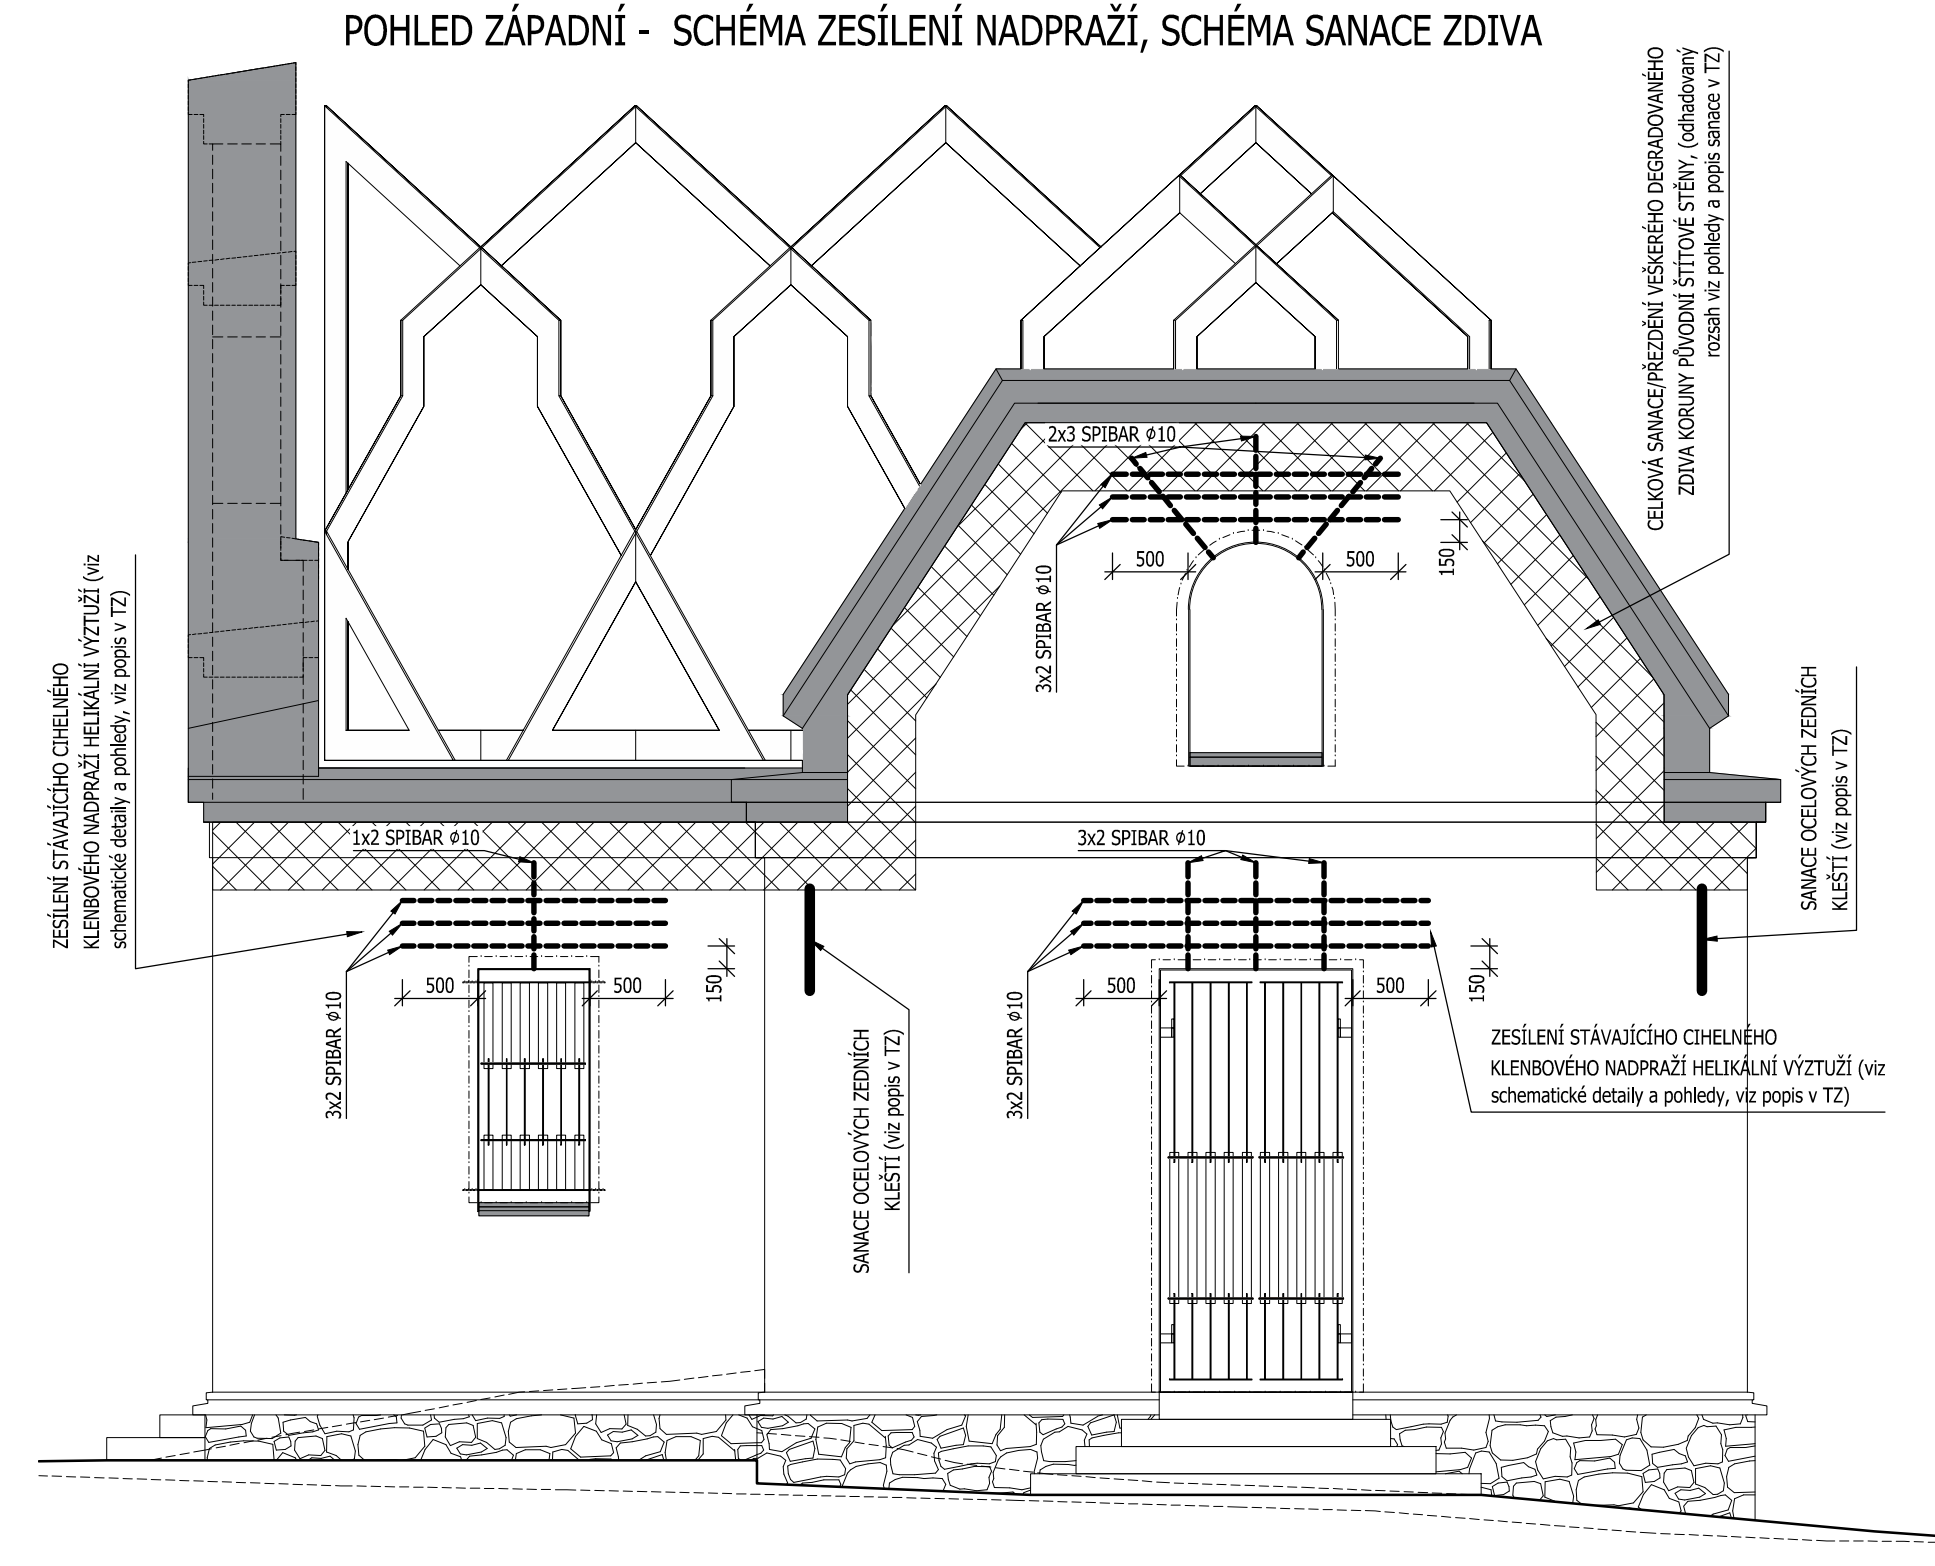 POHLED ZÁPADNÍ - SCHÉMA ZESÍLENÍ NADPRAŽÍ, SCHÉMA SANACE ZDIVA
CELKOVÁ SANACE/PŘEZDĚNÍ VEŠKERÉHO DEGRADOVANÉHO
ZDIVA KORUNY PŮVODNÍ ŠTÍTOVÉ STĚNY, (odhadovaný
rozsah viz pohledy a popis sanace v TZ)
2x3 SPIBAR ϕ10
500
500
150
3x2 SPIBAR ϕ10
ZESÍLENÍ STÁVAJÍCÍHO CIHELNÉHO
KLENBOVÉHO NADPRAŽÍ HELIKÁLNÍ VÝZTUŽÍ (viz
schematické detaily a pohledy, viz popis v TZ)
SANACE OCELOVÝCH ZEDNÍCH
KLEŠTÍ (viz popis v TZ)
1x2 SPIBAR ϕ10
3x2 SPIBAR ϕ10
500
500
150
500
500
150
3x2 SPIBAR ϕ10
3x2 SPIBAR ϕ10
SANACE OCELOVÝCH ZEDNÍCH
KLEŠTÍ (viz popis v TZ)
ZESÍLENÍ STÁVAJÍCÍHO CIHELNÉHO
KLENBOVÉHO NADPRAŽÍ HELIKÁLNÍ VÝZTUŽÍ (viz
schematické detaily a pohledy, viz popis v TZ)